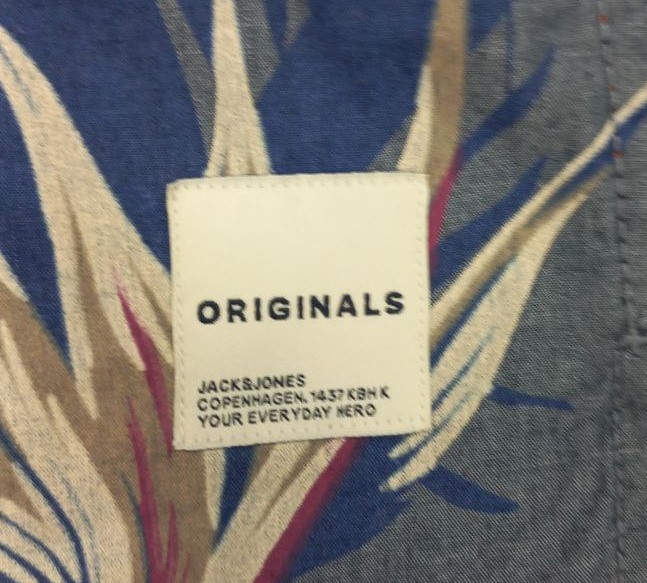 ORIGINALS
JACK&JONES
COPENHAGEN. 1437 KBH K
YOUR EVERYDAY HERO